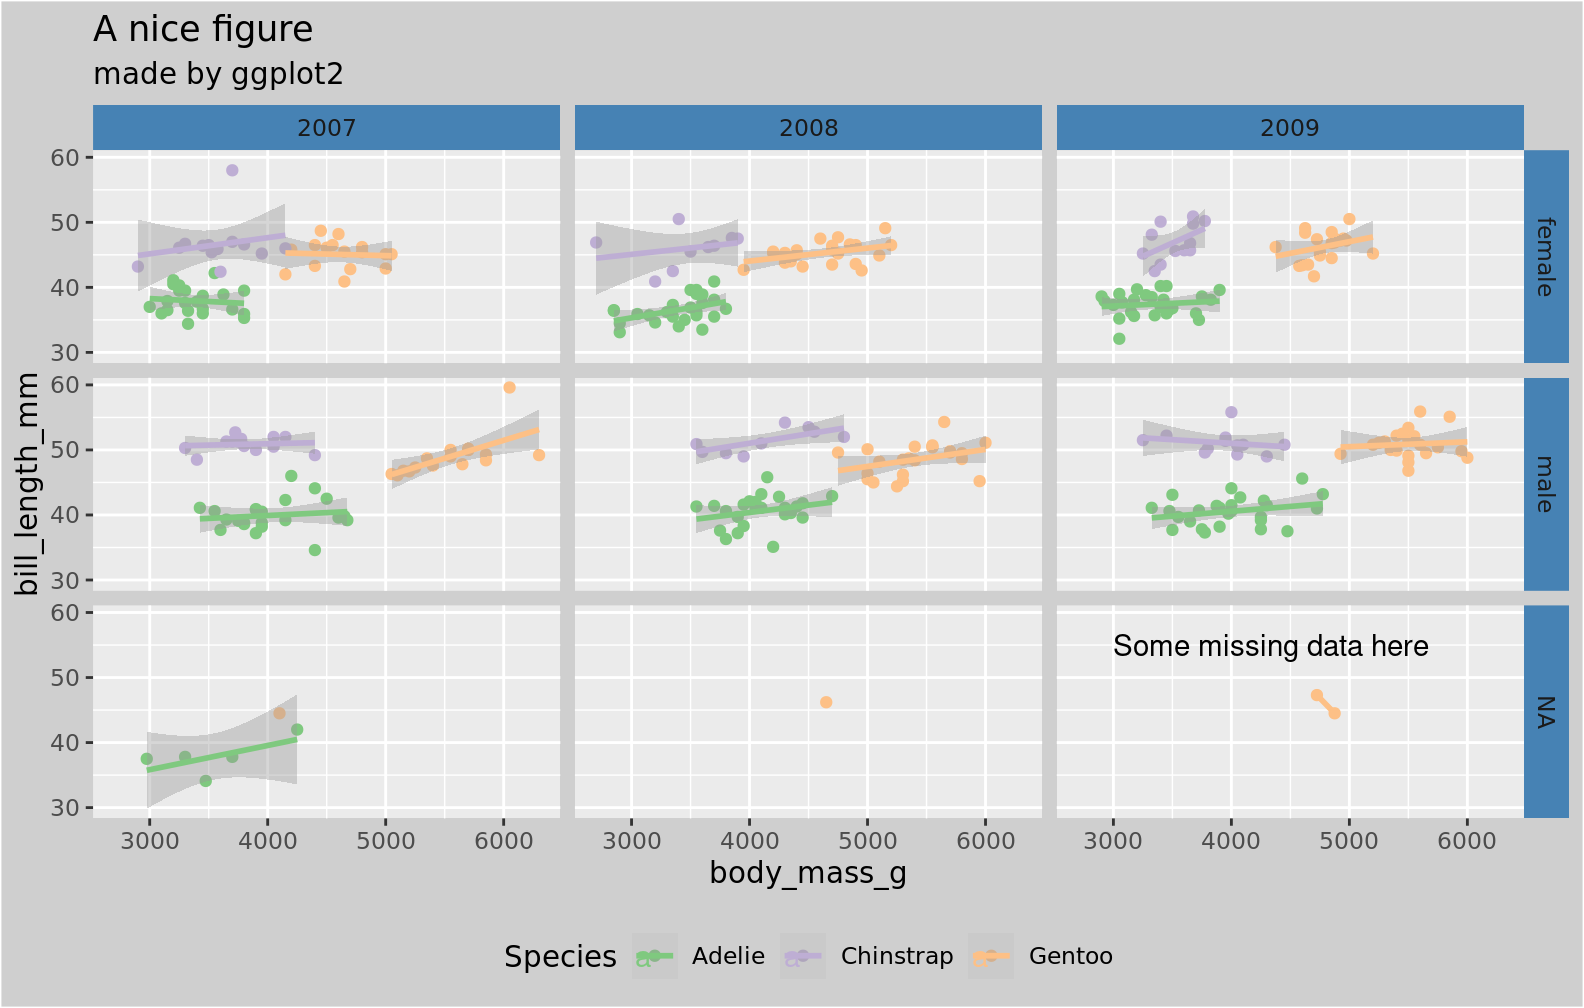 A nice figure
made by ggplot2
2007 2008 2009
60
50
40
30
female
bill_length_mm
60
50
40
30
male
60
50
40
30
Some missing data here
NA
3000 4000 5000 6000 3000 4000 5000 6000 3000 4000 5000 6000
body_mass_g
Species a Adelie a Chinstrap a Gentoo